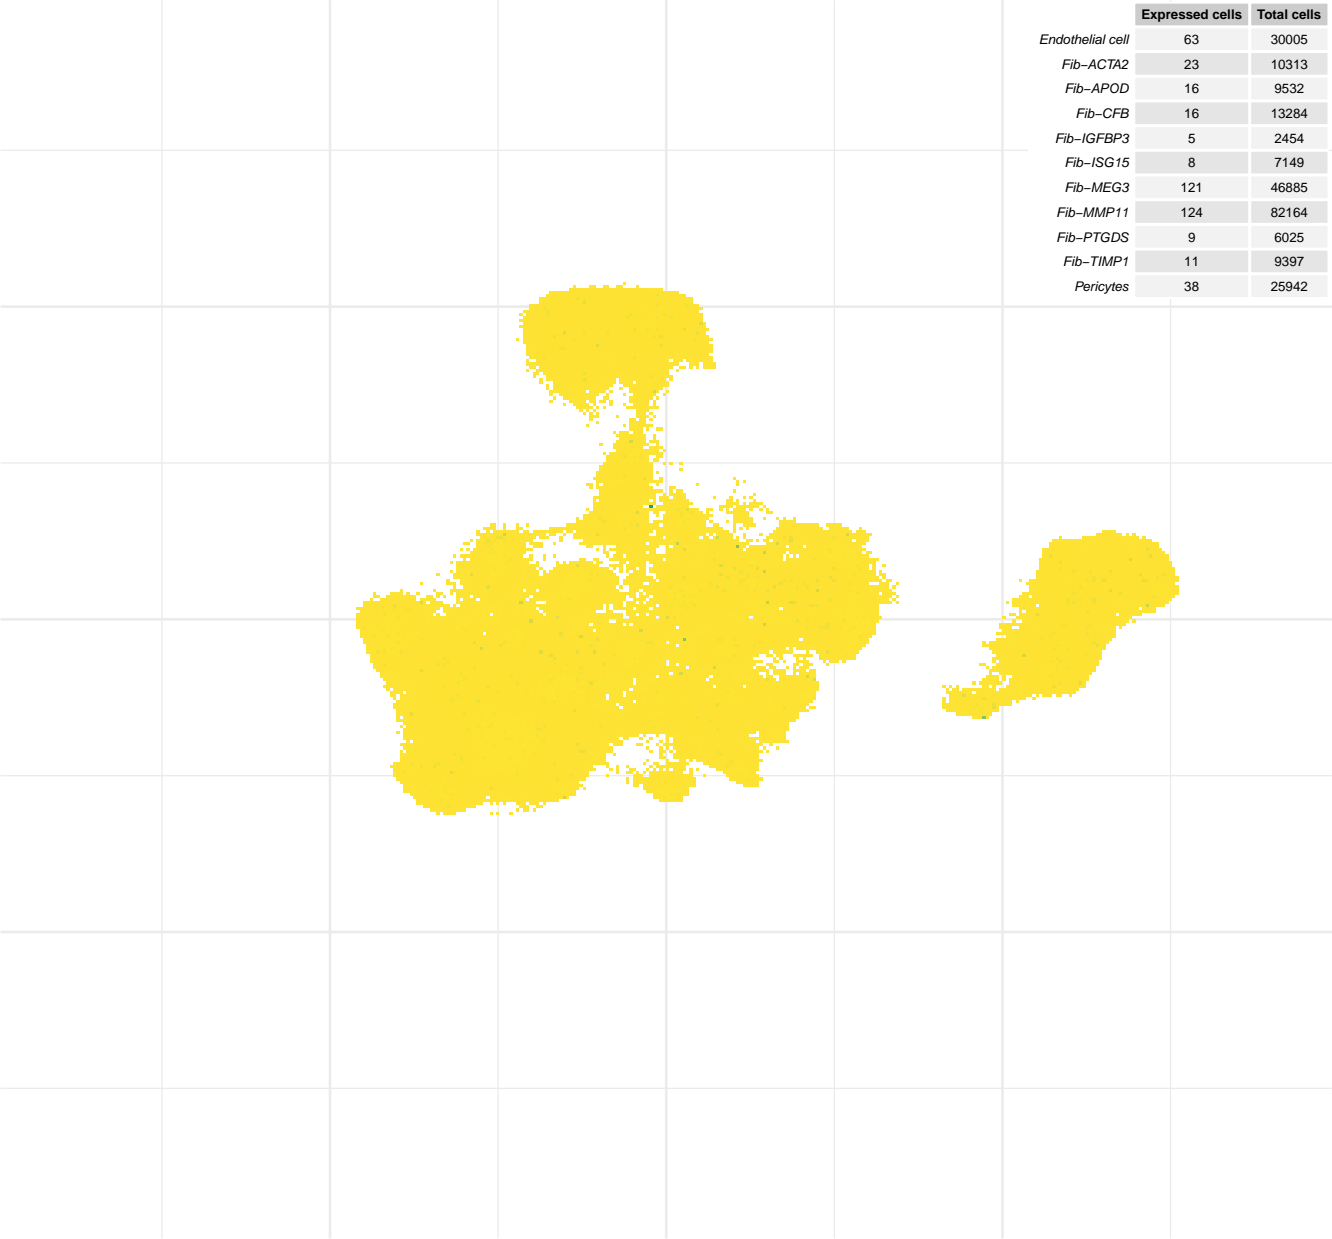 Expressed cells Total cells
Endothelial cell 63 30005
Fib−ACTA2 23 10313
Fib−APOD 16 9532
Fib−CFB 16 13284
Fib−IGFBP3 5 2454
Fib−ISG15 8 7149
Fib−MEG3 121 46885
Fib−MMP11 124 82164
Fib−PTGDS 9 6025
Fib−TIMP1 11 9397
Pericytes 38 25942